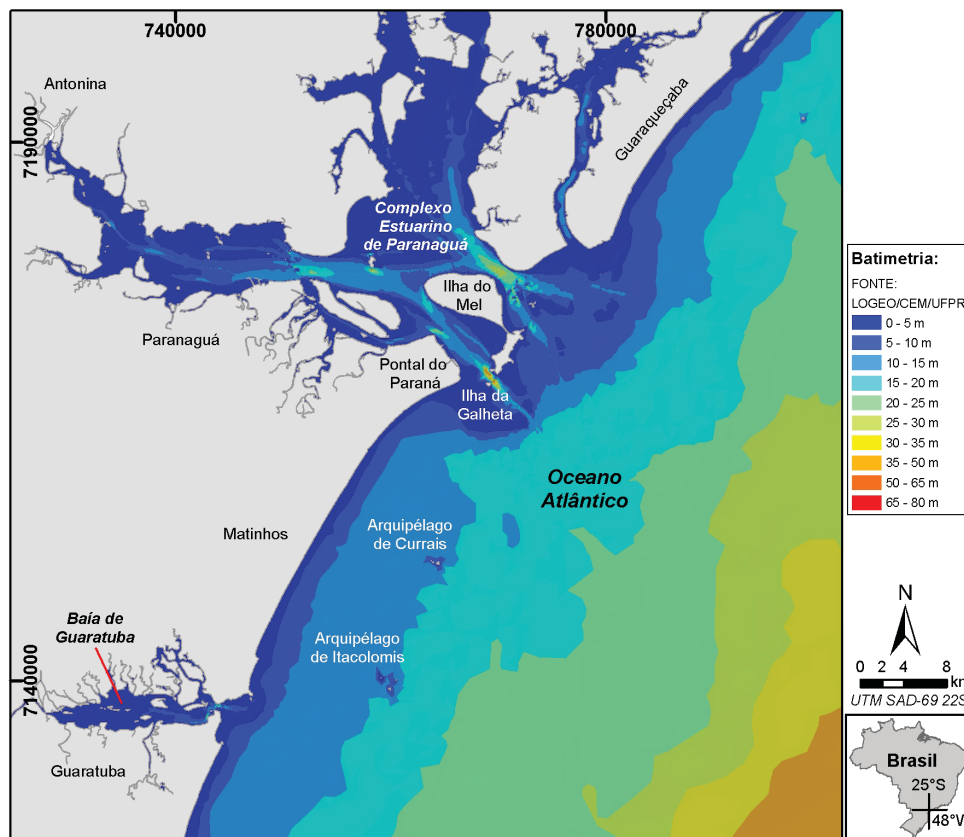 740000
780000
7190000
7140000
Antonina
Guaraqueçaba
Complexo
Estuarino
de Paranaguá
Ilha do
Mel
Paranaguá
Pontal do
Paraná
Ilha da
Galheta
Oceano
Atlântico
Matinhos
Arquipélago
de Currais
Baía de
Guaratuba
Arquipélago
de Itacolomis
Guaratuba
Batimetria:
FONTE:
LOGEO/CEM/UFPR
0 - 5 m
5 - 10 m
10 - 15 m
15 - 20 m
20 - 25 m
25 - 30 m
30 - 35 m
35 - 50 m
50 - 65 m
65 - 80 m
N
0 2 4 8
km
UTM SAD-69 22S
Brasil
25°S
48°W